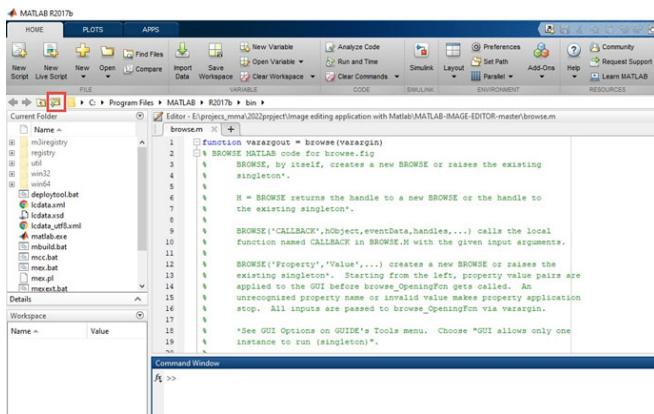 MATLAB R2017b
HOME PLOTS APPS
New Script
New Live Script
New
Open
Find Files
Compare
Import Data
Save Workspace
New Variable
Open Variable
Clear Workspace
Analyze Code
Run and Time
Clear Commands
Simulink
Layout
Preferences
Set Path
Parallel
Add-Ons
Help
Community
Request Support
Learn MATLAB
FILE VARIABLE CODE SIMULINK ENVIRONMENT RESOURCES
C: Program Files MATLAB R2017b bin
Current Folder
Name
m3iregistry
registry
util
win32
win64
deploytool.bat
lcdata.xml
lcdata.xsd
lcdata_utf8.xml
matlab.exe
mbuild.bat
mcc.bat
mex.bat
mex.pl
mexext.bat
Details
Workspace
Name Value
Editor - E:\projecs_mma\2022prpject\Image editing application with Matlab\MATLAB-IMAGE-EDITOR-master\browse.m
browse.m
1 function varargout = browse(varargin)
2 % BROWSE MATLAB code for browse.fig
3 % BROWSE, by itself, creates a new BROWSE or raises the existing
4 % singleton*.
5 %
6 % H = BROWSE returns the handle to a new BROWSE or the handle to
7 % the existing singleton*.
8 %
9 % BROWSE('CALLBACK',hObject,eventData,handles,...) calls the local
10 % function named CALLBACK in BROWSE.M with the given input arguments.
11 %
12 % BROWSE('Property','Value',...) creates a new BROWSE or raises the
13 % existing singleton*. Starting from the left, property value pairs are
14 % applied to the GUI before browse_OpeningFcn gets called. An
15 % unrecognized property name or invalid value makes property application
16 % stop. All inputs are passed to browse_OpeningFcn via varargin.
17 %
18 % *See GUI Options on GUIDE's Tools menu. Choose "GUI allows only one
19 % instance to run (singleton)".
20 %
Command Window
fx >>